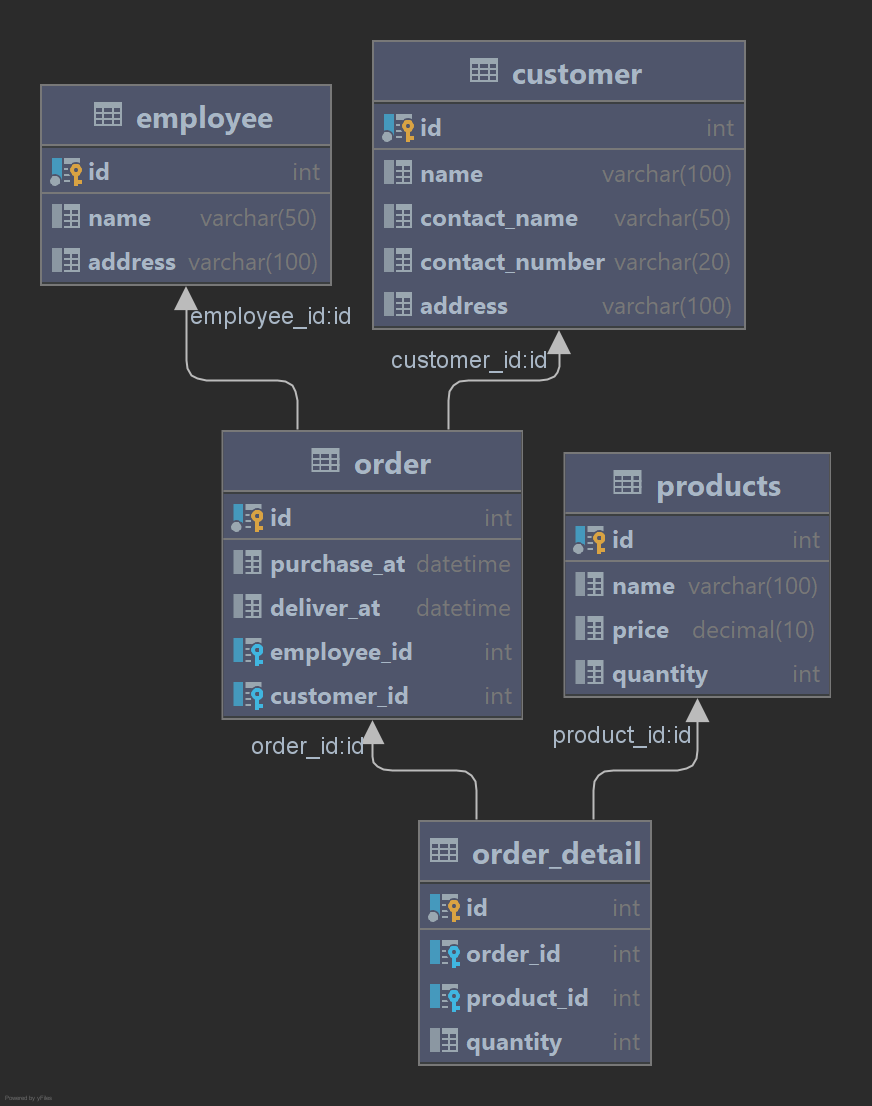 employee
id int
name varchar(50)
address varchar(100)
customer
id int
name varchar(100)
contact_name varchar(50)
contact_number varchar(20)
address varchar(100)
employee_id:id
customer_id:id
order
id int
purchase_at datetime
deliver_at datetime
employee_id int
customer_id int
products
id int
name varchar(100)
price decimal(10)
quantity int
order_id:id
product_id:id
order_detail
id int
order_id int
product_id int
quantity int
Powered by yFiles